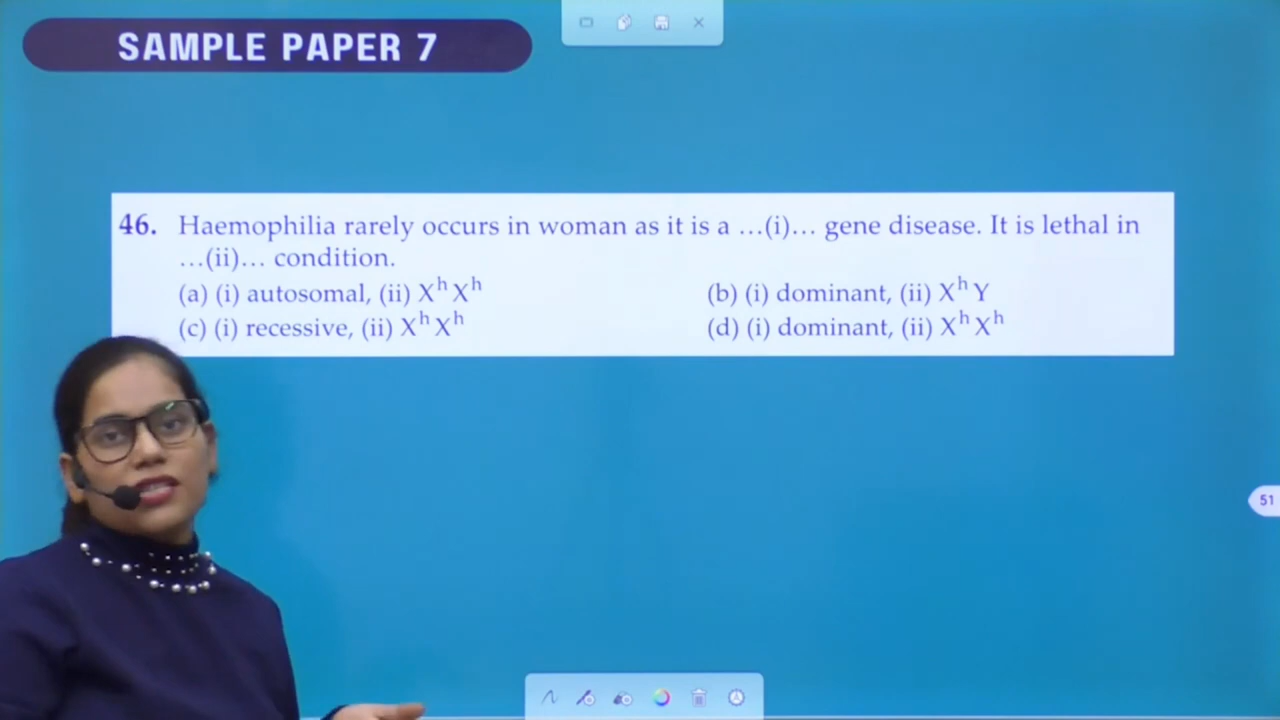 SAMPLE PAPER 7
46. Haemophilia rarely occurs in woman as it is a ...(i)... gene disease. It is lethal in
...(ii)... condition.
(a) (i) autosomal, (ii) XʰXʰ (b) (i) dominant, (ii) XʰY
(c) (i) recessive, (ii) XʰXʰ (d) (i) dominant, (ii) XʰXʰ
51